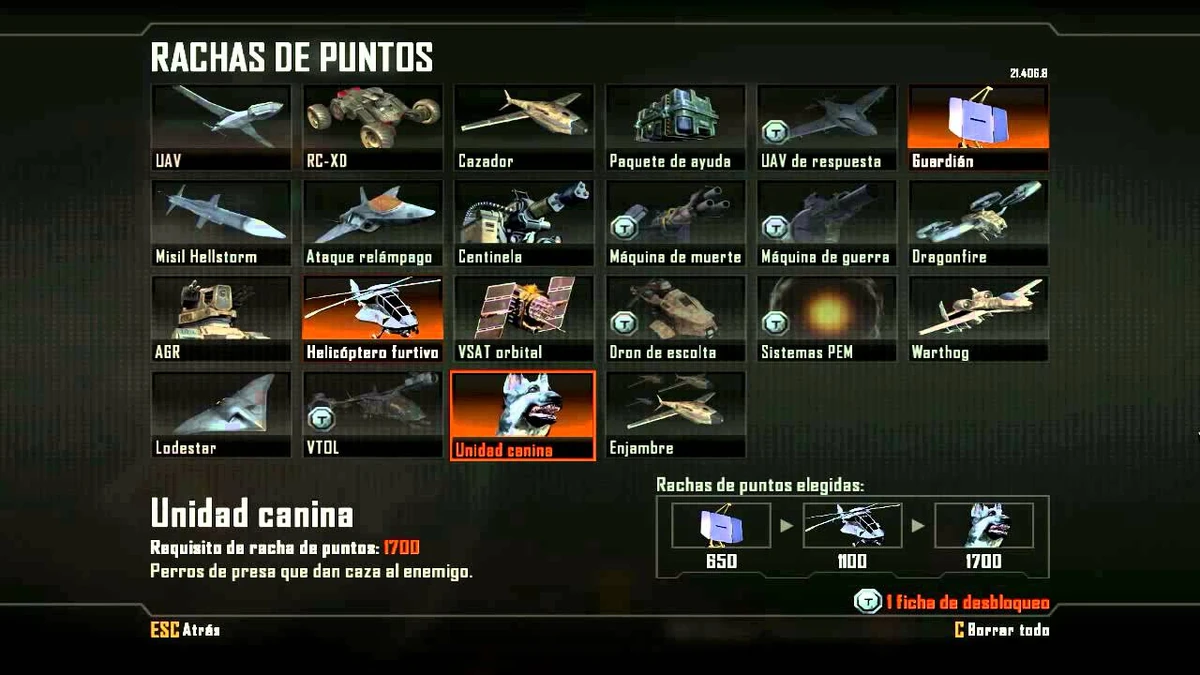 RACHAS DE PUNTOS
21.406.8
UAV
RC-XD
Cazador
Paquete de ayuda
UAV de respuesta
Guardián
Misil Hellstorm
Ataque relámpago
Centinela
Máquina de muerte
Máquina de guerra
Dragonfire
AGR
Helicóptero furtivo
VSAT orbital
Dron de escolta
Sistemas PEM
Warthog
Lodestar
VTOL
Unidad canina
Enjambre
Unidad canina
Requisito de racha de puntos: 1700
Perros de presa que dan caza al enemigo.
Rachas de puntos elegidas:
650
1100
1700
T 1 ficha de desbloqueo
ESC Atrás
C Borrar todo